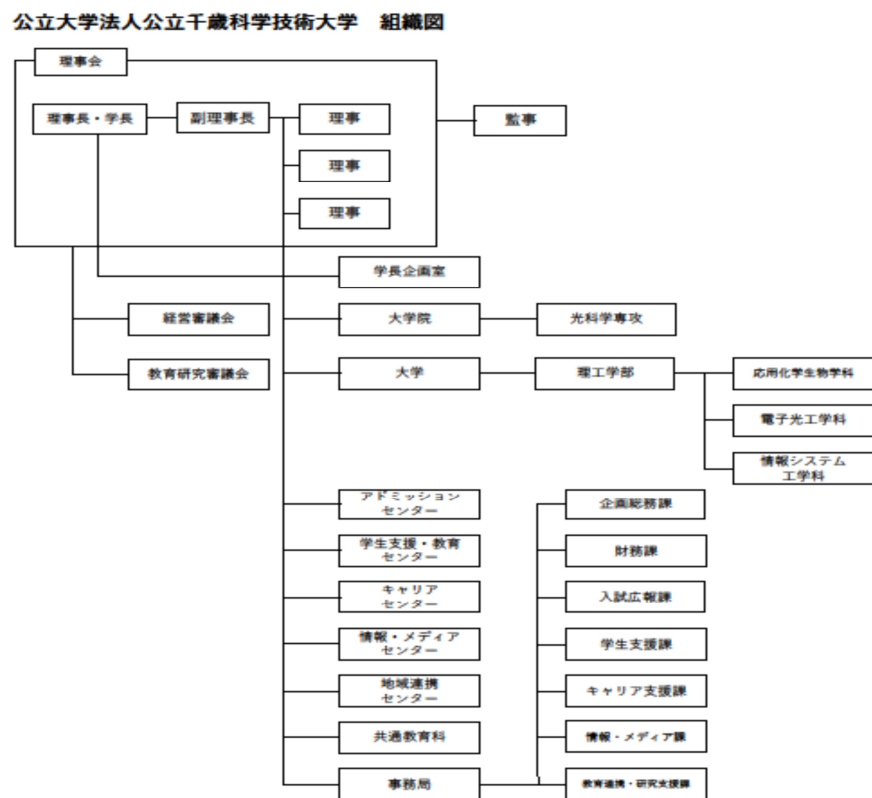 公立大学法人公立千歳科学技術大学　組織図
理事会
理事長・学長
副理事長
理事
監事
理事
理事
学長企画室
経営審議会
大学院
光科学専攻
教育研究審議会
大学
理工学部
応用化学生物学科
電子光工学科
情報システム
工学科
アドミッション
センター
企画総務課
学生支援・教育
センター
財務課
キャリア
センター
入試広報課
情報・メディア
センター
学生支援課
地域連携
センター
キャリア支援課
共通教育科
情報・メディア課
事務局
教育連携・研究支援課